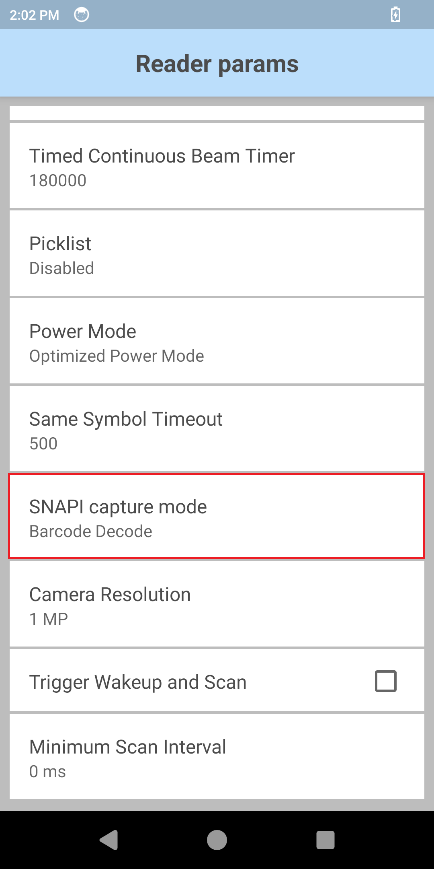 2:02 PM
Reader params
Timed Continuous Beam Timer
180000
Picklist
Disabled
Power Mode
Optimized Power Mode
Same Symbol Timeout
500
SNAPI capture mode
Barcode Decode
Camera Resolution
1 MP
Trigger Wakeup and Scan
Minimum Scan Interval
0 ms